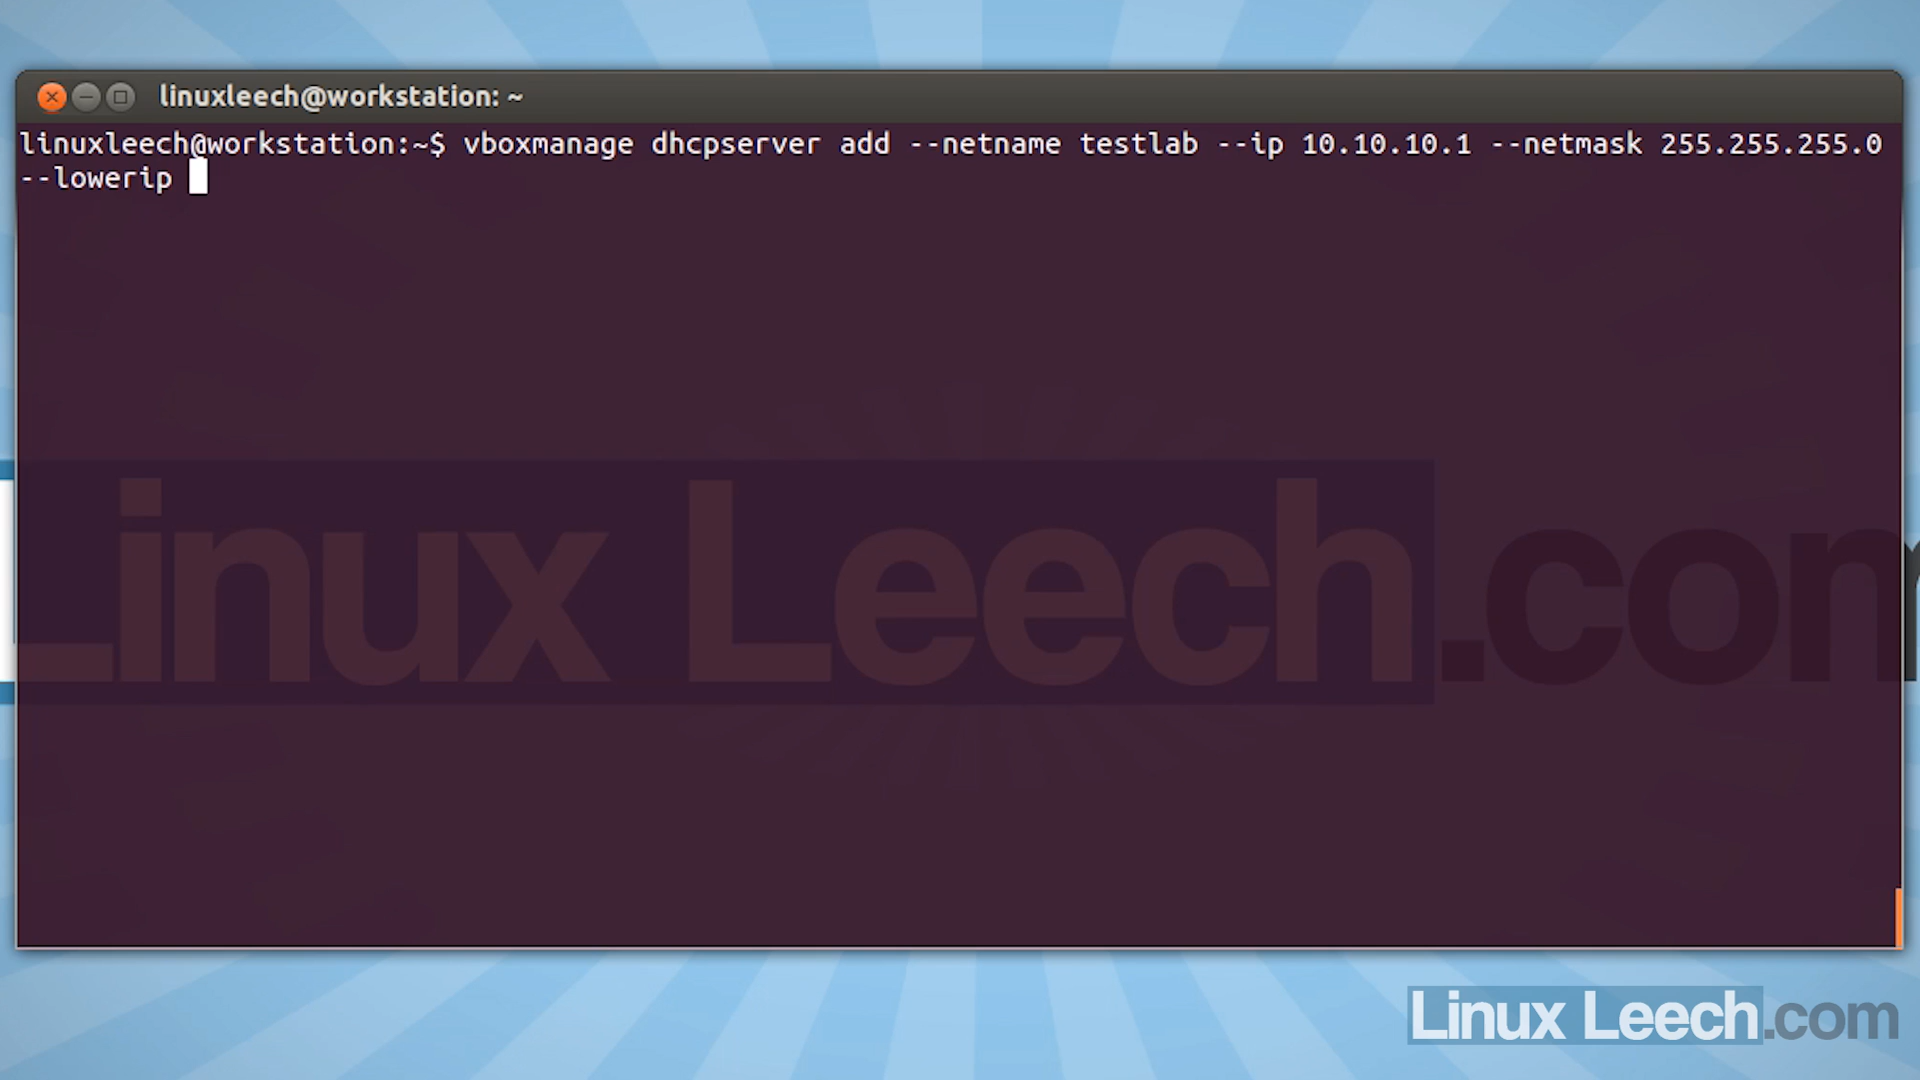 linuxleech@workstation: ~
linuxleech@workstation:~$ vboxmanage dhcpserver add --netname testlab --ip 10.10.10.1 --netmask 255.255.255.0
--lowerip
Linux Leech.com
Linux Leech.com